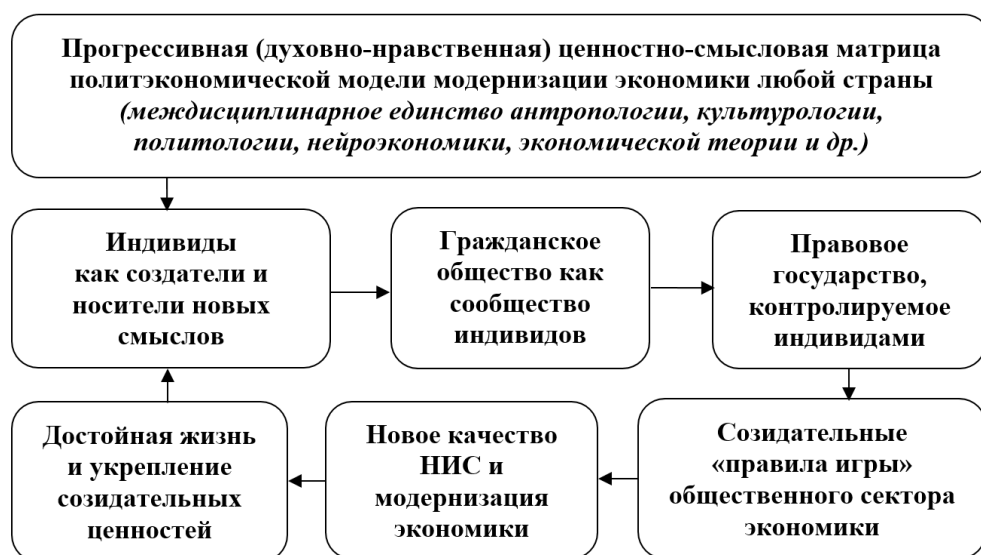 Прогрессивная (духовно-нравственная) ценностно-смысловая матрица
политэкономической модели модернизации экономики любой страны
(междисциплинарное единство антропологии, культурологии,
политологии, нейроэкономики, экономической теории и др.)
Индивиды
как создатели и
носители новых
смыслов
Гражданское
общество как
сообщество
индивидов
Правовое
государство,
контролируемое
индивидами
Достойная жизнь
и укрепление
созидательных
ценностей
Новое качество
НИС и
модернизация
экономики
Созидательные
«правила игры»
общественного сектора
экономики